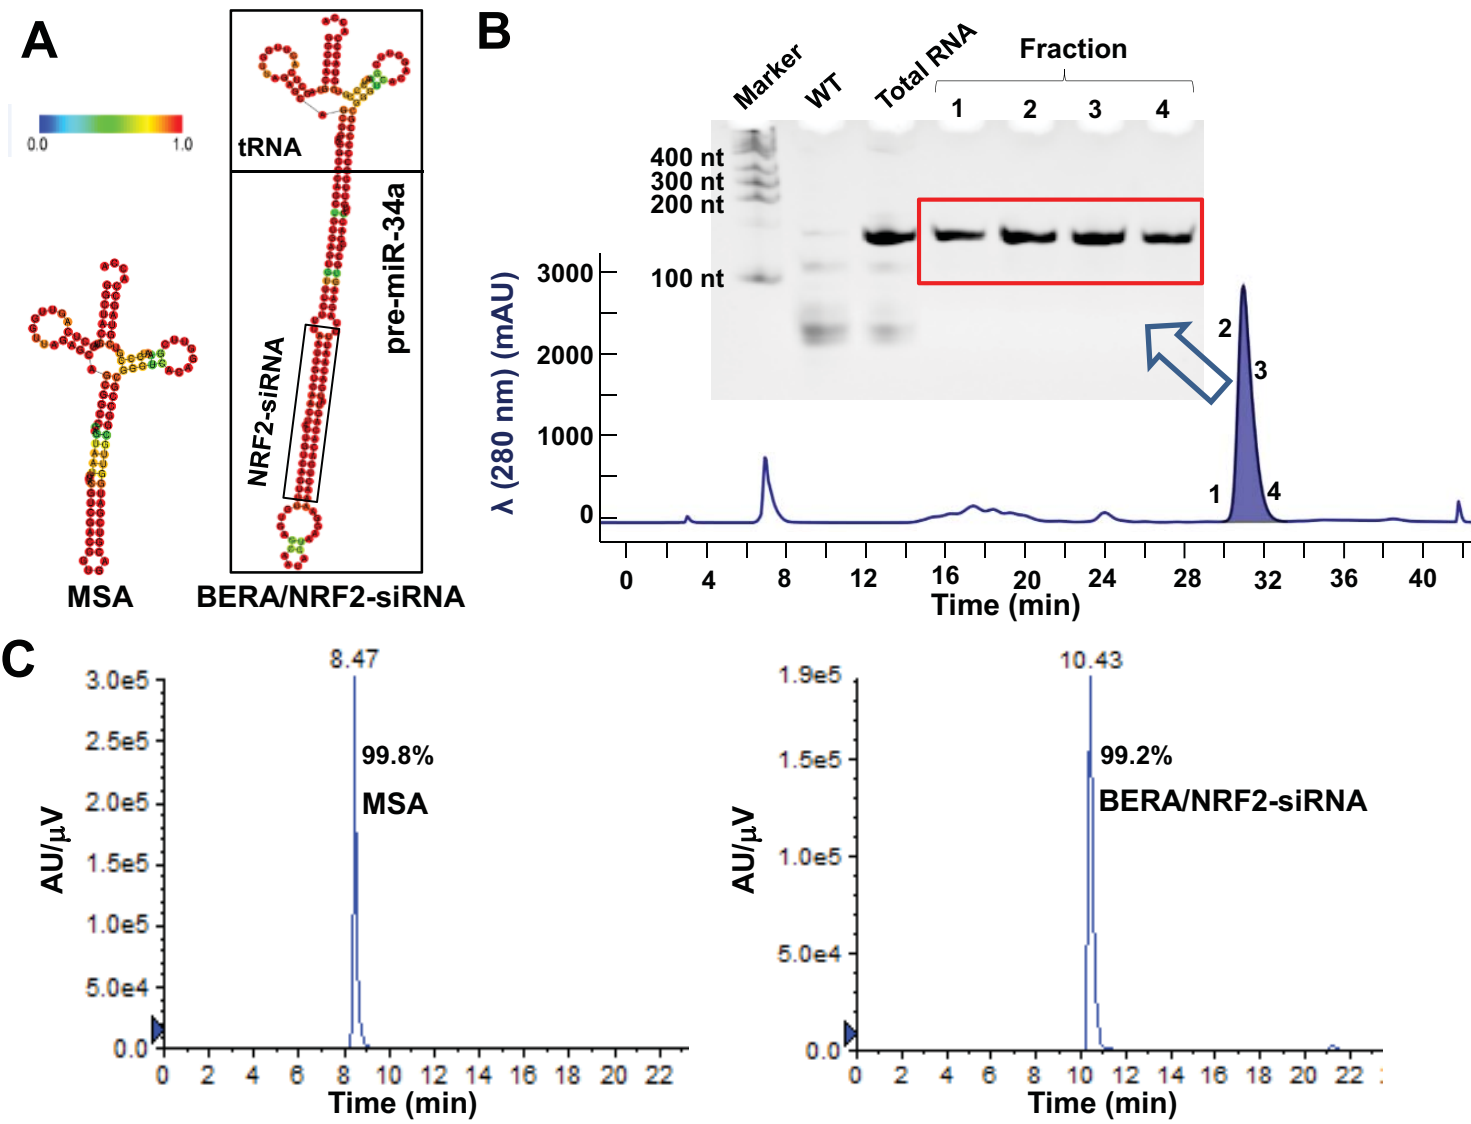 A
0.0 1.0
tRNA
pre-miR-34a
NRF2-siRNA
MSA
BERA/NRF2-siRNA
B
Marker
WT
Total RNA
Fraction
1 2 3 4
400 nt
300 nt
200 nt
100 nt
λ (280 nm) (mAU)
3000
2000
1000
0
2
3
1
4
0 4 8 12 16 20 24 28 32 36 40
Time (min)
C
8.47
99.8%
MSA
AU/μV
3.0e5
2.5e5
2.0e5
1.5e5
1.0e5
5.0e4
0.0
0 2 4 6 8 10 12 14 16 18 20 22
Time (min)
10.43
99.2%
BERA/NRF2-siRNA
AU/μV
1.9e5
1.5e5
1.0e5
5.0e4
0.0
0 2 4 6 8 10 12 14 16 18 20 22
Time (min)